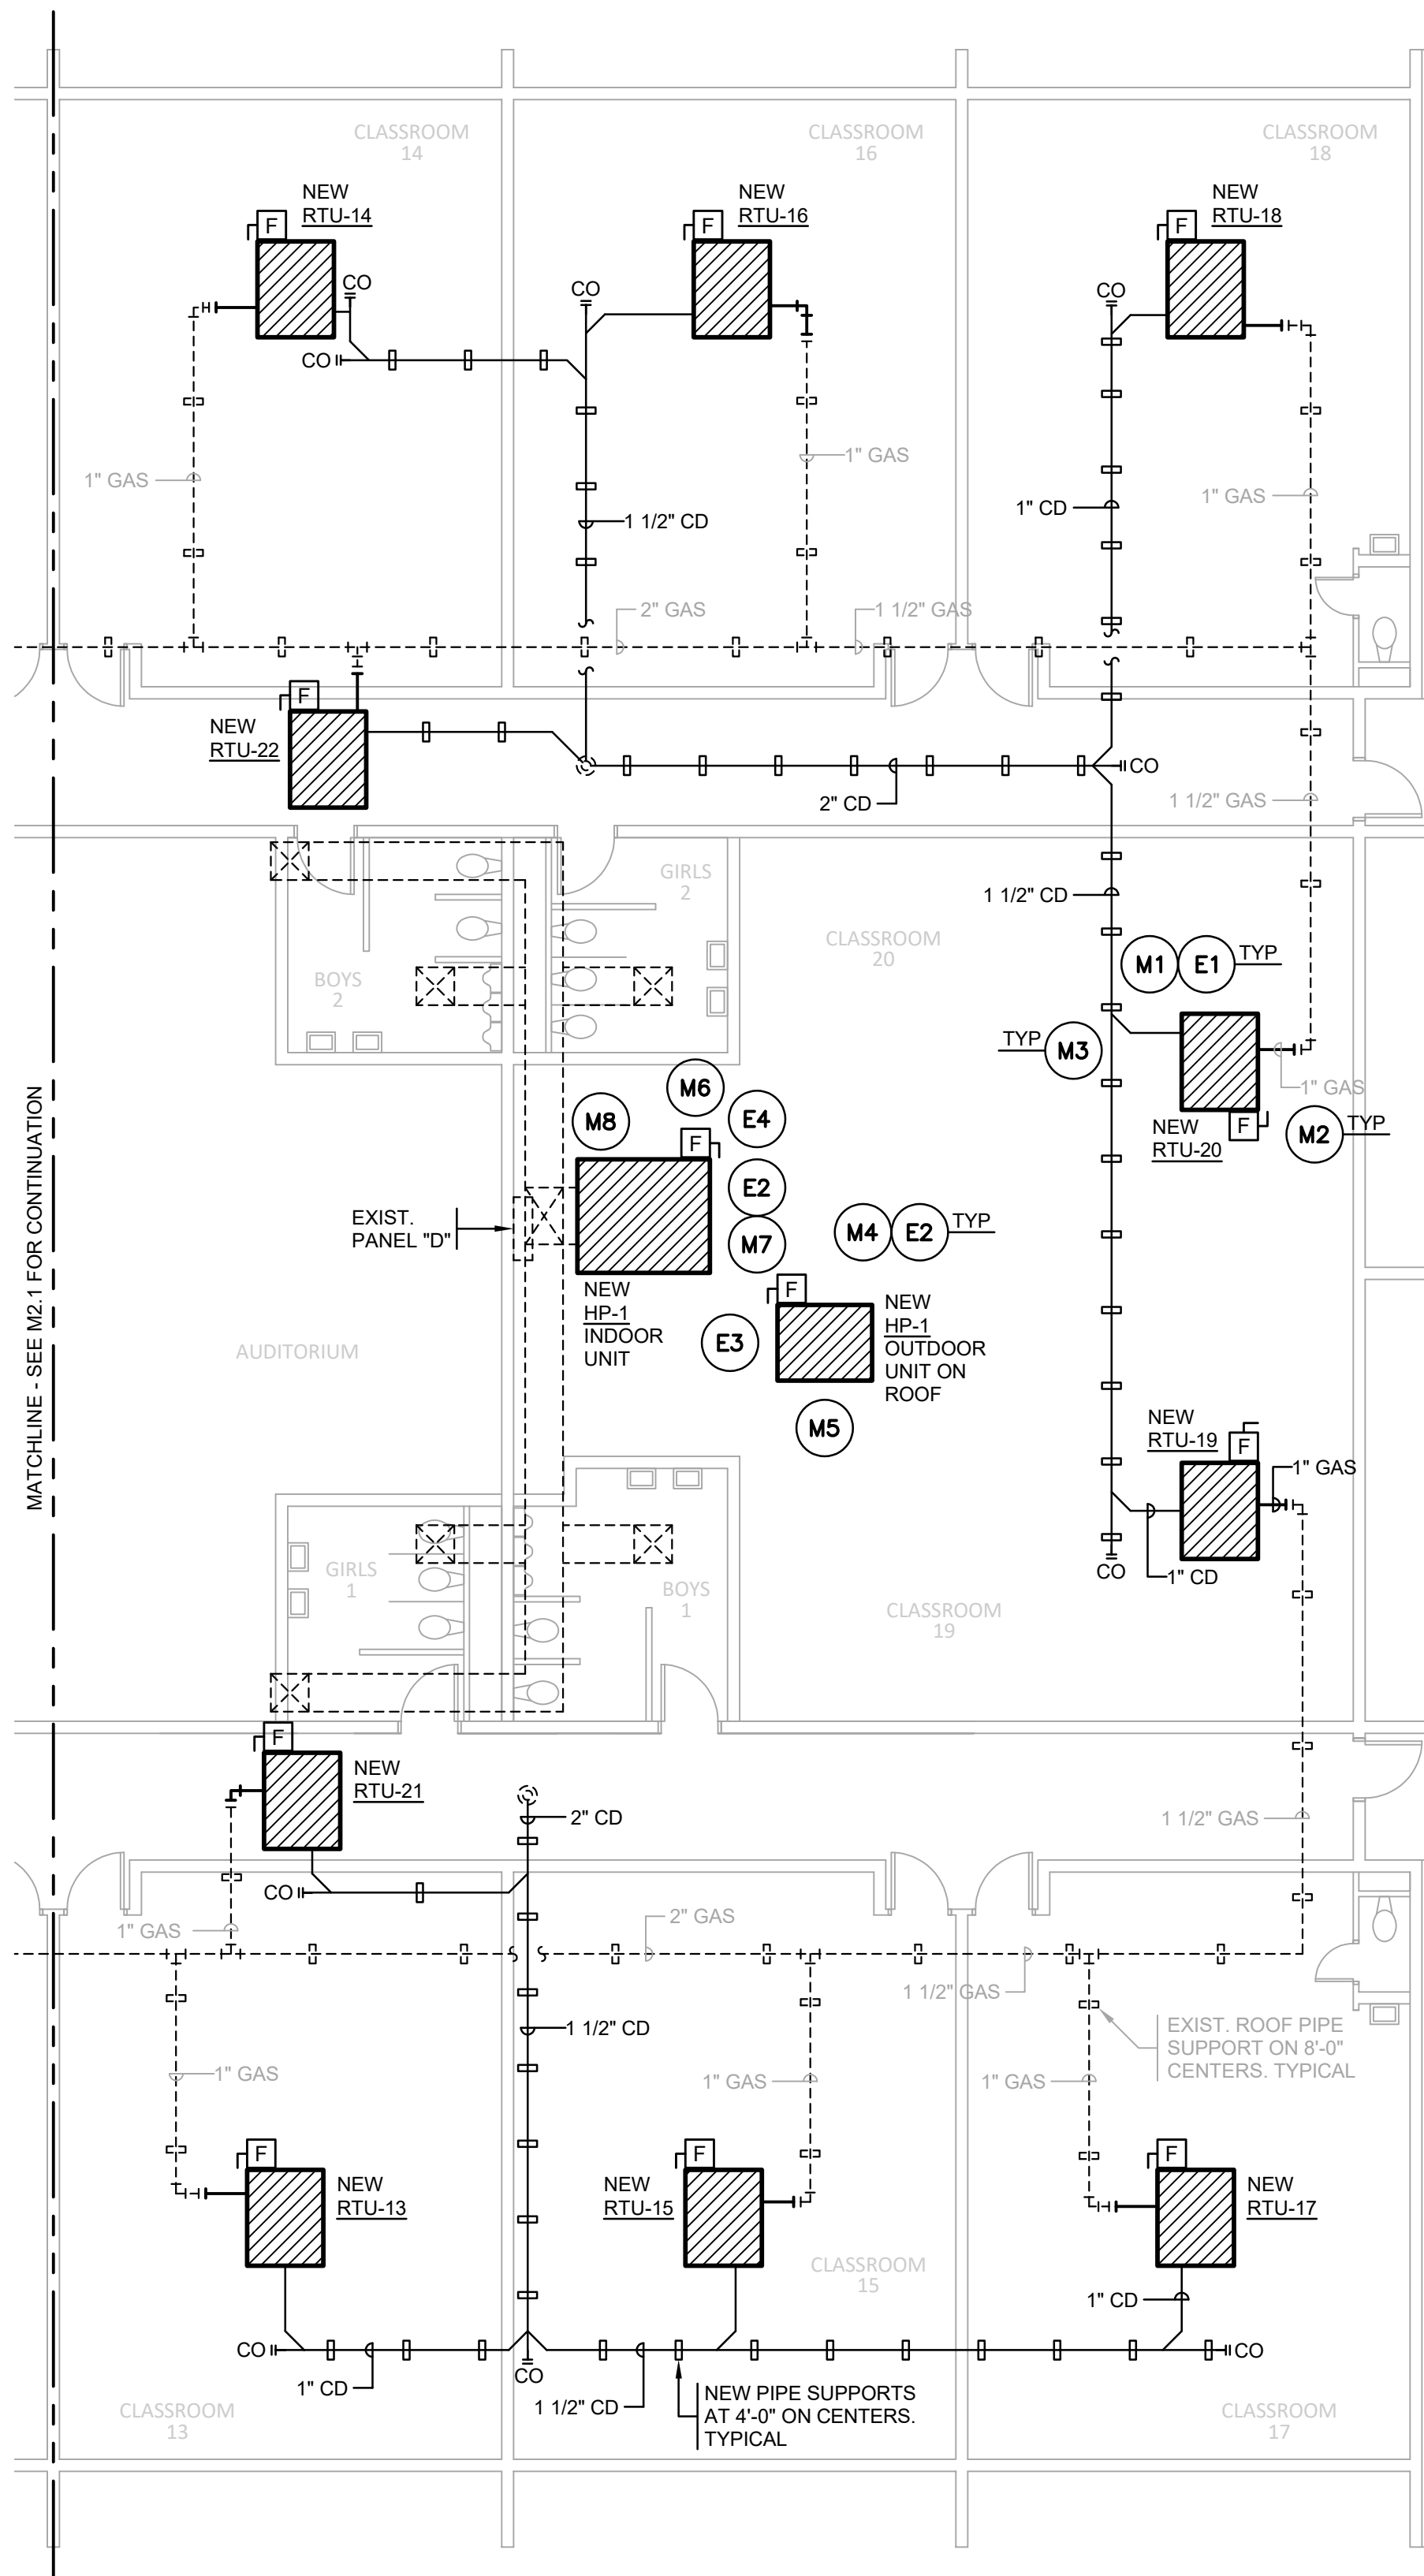 CLASSROOM
14
CLASSROOM
16
CLASSROOM
18
NEW
RTU-14
F
NEW
RTU-16
F
NEW
RTU-18
F
CO
CO
CO
CO
1" GAS
1" GAS
1" CD
1" GAS
1 1/2" CD
2" GAS
1 1/2" GAS
F
NEW
RTU-22
CO
2" CD
1 1/2" GAS
GIRLS
2
1 1/2" CD
CLASSROOM
20
BOYS
2
M1
E1
TYP
TYP
M3
M6
1" GAS
M8
E4
F
NEW
RTU-20
F
M2
TYP
E2
EXIST.
PANEL "D"
M7
M4
E2
TYP
NEW
HP-1
INDOOR
UNIT
F
NEW
HP-1
OUTDOOR
UNIT ON
ROOF
E3
MATCHLINE - SEE M2.1 FOR CONTINUATION
AUDITORIUM
M5
NEW
RTU-19
F
1" GAS
GIRLS
1
BOYS
1
CO
1" CD
CLASSROOM
19
F
NEW
RTU-21
2" CD
1 1/2" GAS
CO
1" GAS
2" GAS
1 1/2" GAS
1 1/2" CD
EXIST. ROOF PIPE
SUPPORT ON 8'-0"
CENTERS. TYPICAL
1" GAS
1" GAS
1" GAS
F
NEW
RTU-13
NEW
RTU-15
F
F
NEW
RTU-17
CLASSROOM
15
1" CD
CO
CO
CO
1" CD
1 1/2" CD
NEW PIPE SUPPORTS
AT 4'-0" ON CENTERS.
TYPICAL
CLASSROOM
13
CLASSROOM
17